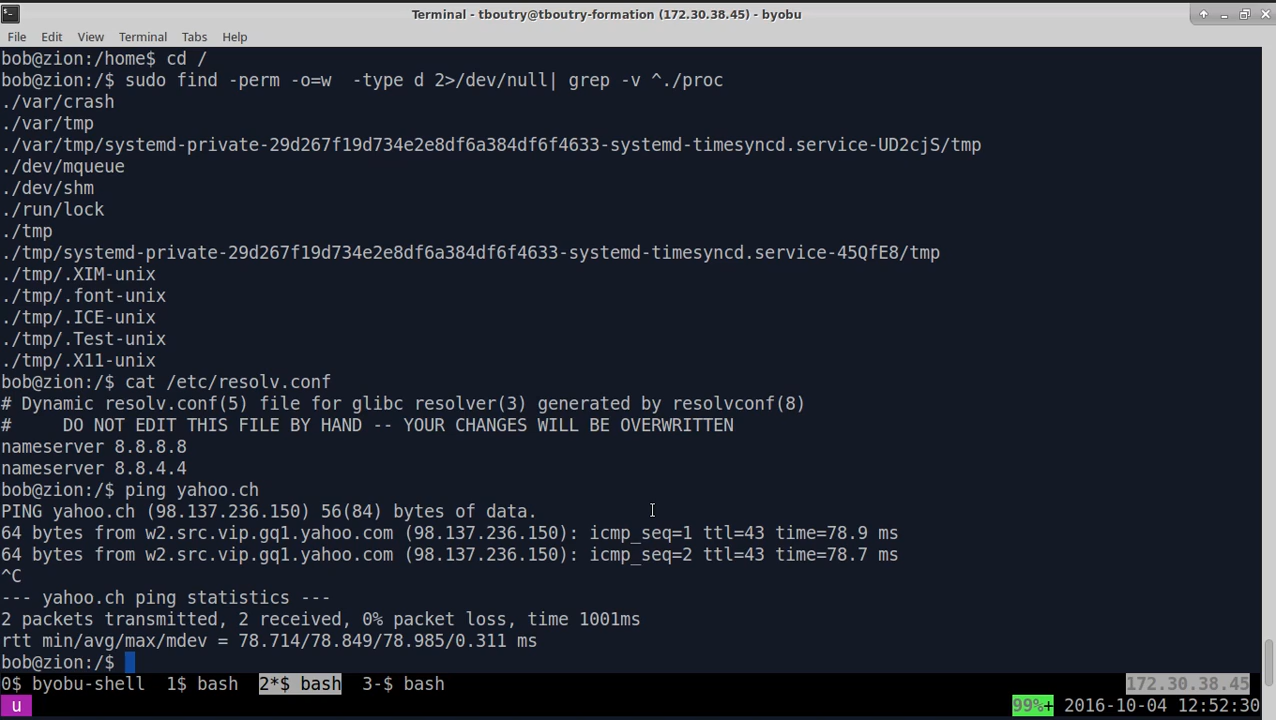 Terminal - tboutry@tboutry-formation (172.30.38.45) - byobu
File Edit View Terminal Tabs Help
bob@zion:/home$ cd /
bob@zion:/$ sudo find -perm -o=w  -type d 2>/dev/null| grep -v ^./proc
./var/crash
./var/tmp
./var/tmp/systemd-private-29d267f19d734e2e8df6a384df6f4633-systemd-timesyncd.service-UD2cjS/tmp
./dev/mqueue
./dev/shm
./run/lock
./tmp
./tmp/systemd-private-29d267f19d734e2e8df6a384df6f4633-systemd-timesyncd.service-45QfE8/tmp
./tmp/.XIM-unix
./tmp/.font-unix
./tmp/.ICE-unix
./tmp/.Test-unix
./tmp/.X11-unix
bob@zion:/$ cat /etc/resolv.conf
# Dynamic resolv.conf(5) file for glibc resolver(3) generated by resolvconf(8)
#     DO NOT EDIT THIS FILE BY HAND -- YOUR CHANGES WILL BE OVERWRITTEN
nameserver 8.8.8.8
nameserver 8.8.4.4
bob@zion:/$ ping yahoo.ch
PING yahoo.ch (98.137.236.150) 56(84) bytes of data.
64 bytes from w2.src.vip.gq1.yahoo.com (98.137.236.150): icmp_seq=1 ttl=43 time=78.9 ms
64 bytes from w2.src.vip.gq1.yahoo.com (98.137.236.150): icmp_seq=2 ttl=43 time=78.7 ms
^C
--- yahoo.ch ping statistics ---
2 packets transmitted, 2 received, 0% packet loss, time 1001ms
rtt min/avg/max/mdev = 78.714/78.849/78.985/0.311 ms
bob@zion:/$
0$ byobu-shell  1$ bash  2*$ bash  3-$ bash 172.30.38.45
u 99%+ 2016-10-04 12:52:30